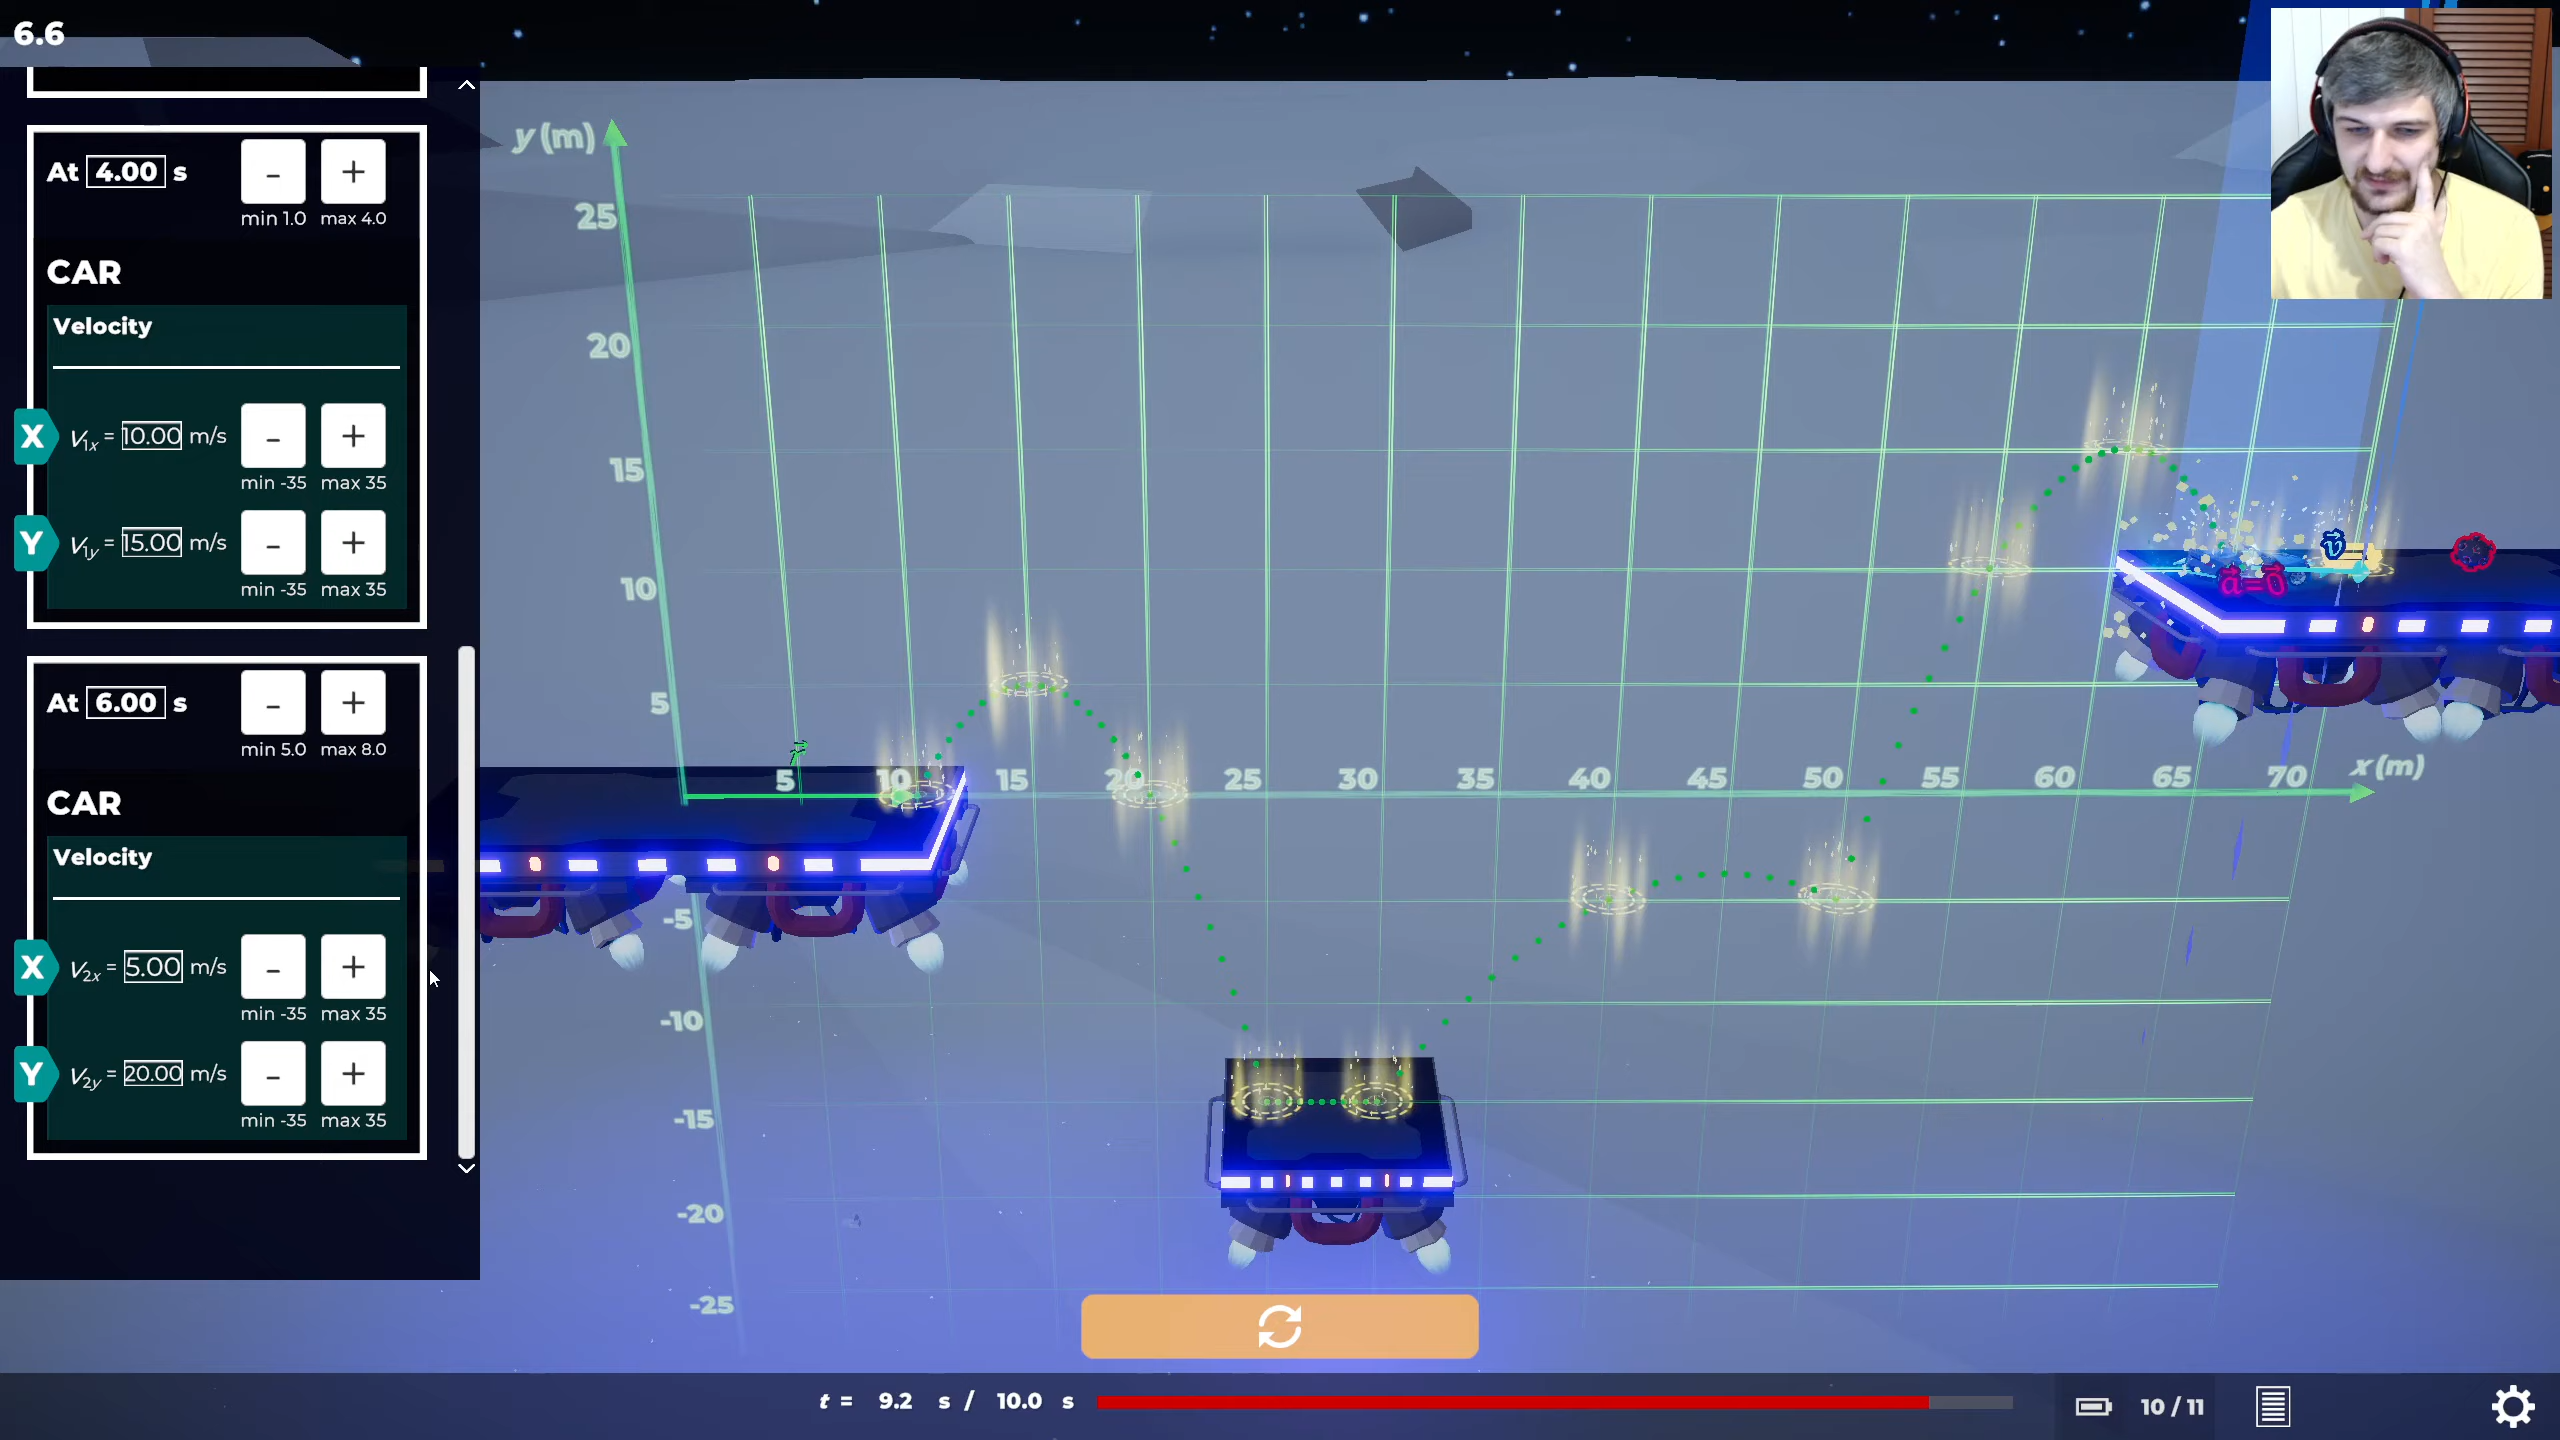 6.6
At 4.00 s
-
+
min 1.0
max 4.0
CAR
Velocity
X
V1x = 10.00 m/s
-
+
min -35
max 35
Y
V1y = 15.00 m/s
-
+
min -35
max 35
At 6.00 s
-
+
min 5.0
max 8.0
CAR
Velocity
X
V2x = 5.00 m/s
-
+
min -35
max 35
Y
V2y = 20.00 m/s
-
+
min -35
max 35
y (m)
25
20
15
10
5
-5
-10
-15
-20
-25
5 10 15 20 25 30 35 40 45 50 55 60 65 70 x (m)
v
a=0
t = 9.2 s / 10.0 s
10 / 11